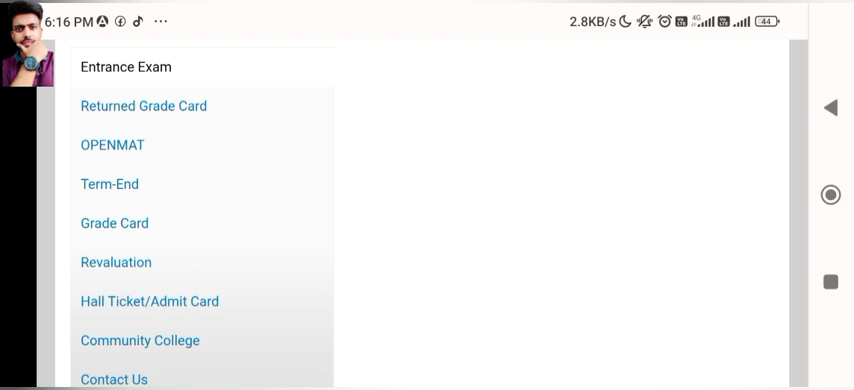 6:16 PM
2.8KB/s
4G
44
Entrance Exam
Returned Grade Card
OPENMAT
Term-End
Grade Card
Revaluation
Hall Ticket/Admit Card
Community College
Contact Us